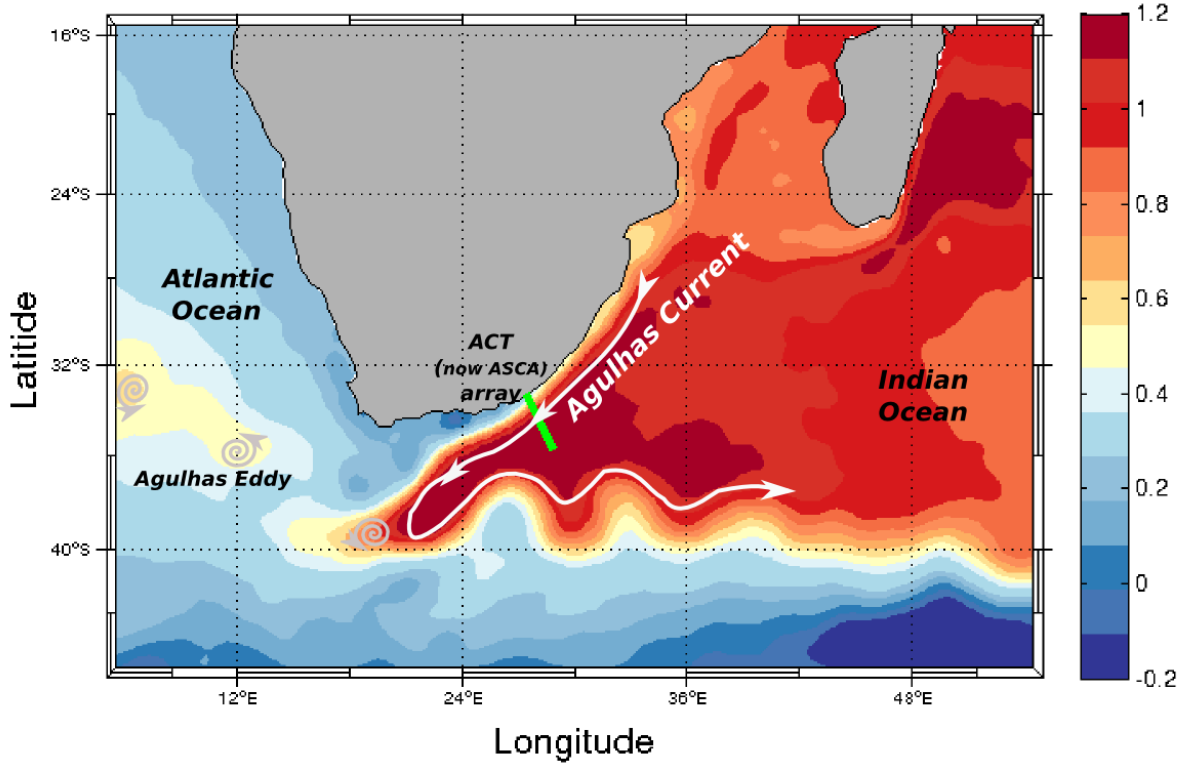 16°S
24°S
32°S
40°S
Latitide
12°E
24°E
36°E
48°E
Longitude
Atlantic
Ocean
ACT
(now ASCA)
array
Agulhas Current
Indian
Ocean
Agulhas Eddy
1.2
1
0.8
0.6
0.4
0.2
0
-0.2